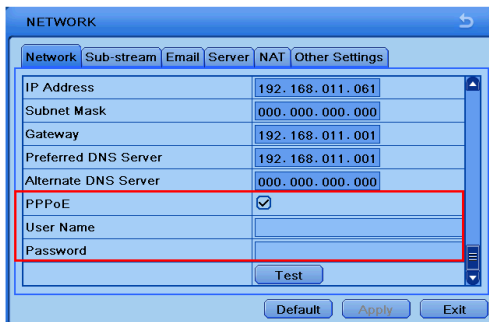 NETWORK
Network Sub-stream Email Server NAT Other Settings
IP Address 192.168.011.061
Subnet Mask 000.000.000.000
Gateway 192.168.011.001
Preferred DNS Server 192.168.011.001
Alternate DNS Server 000.000.000.000
PPPoE
User Name
Password
Test
Default Apply Exit